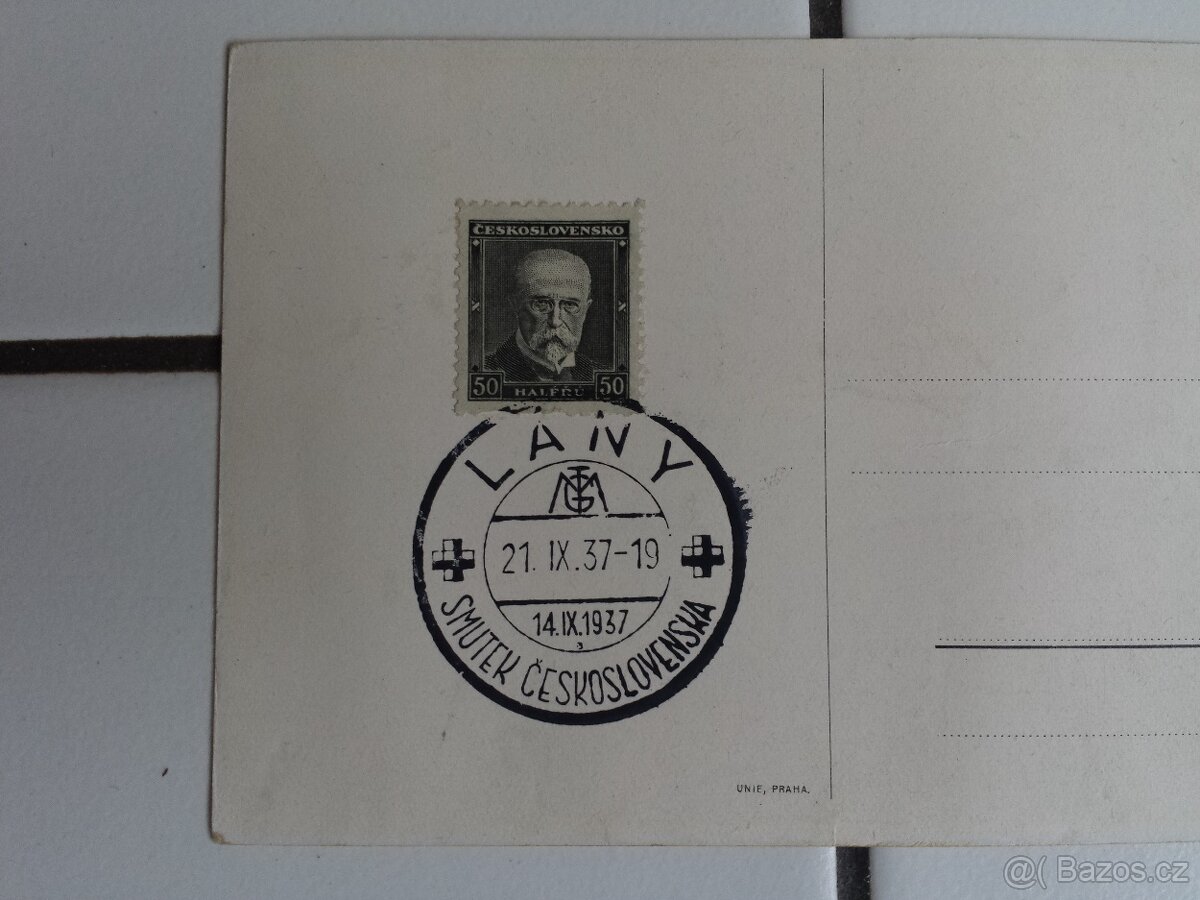 ČESKOSLOVENSKO
50 HALÉŘŮ 50
LÁNY
TGM
21. IX. 37-19
14.IX.1937
3
SMUTEK ČESKOSLOVENSKA
UNIE, PRAHA.
@( Bazos.cz